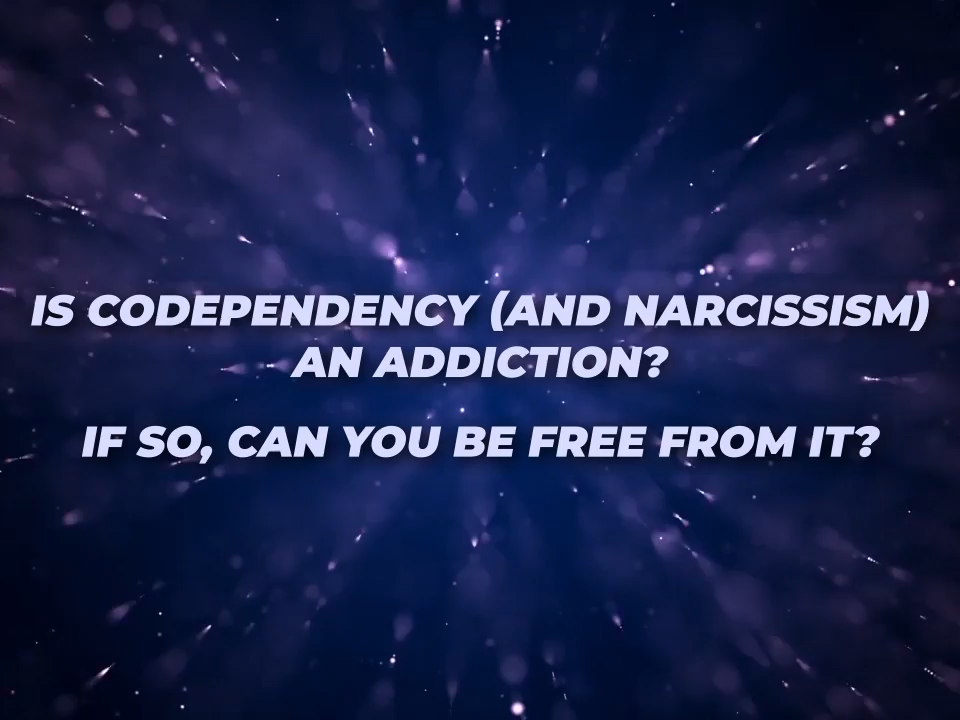 IS CODEPENDENCY (AND NARCISSISM)
AN ADDICTION?
IF SO, CAN YOU BE FREE FROM IT?